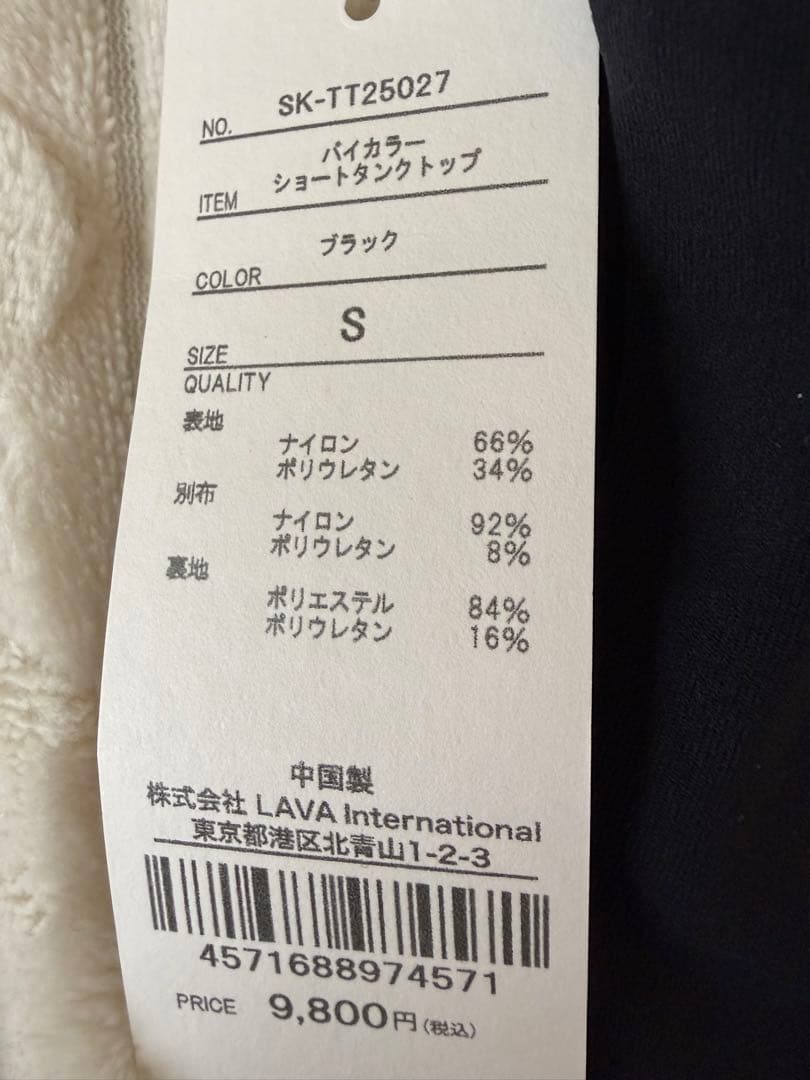 NO. SK-TT25027
バイカラー
ITEM ショートタンクトップ
COLOR ブラック
SIZE S
QUALITY
表地
ナイロン 66%
ポリウレタン 34%
別布
ナイロン 92%
ポリウレタン 8%
裏地
ポリエステル 84%
ポリウレタン 16%
中国製
株式会社 LAVA International
東京都港区北青山1-2-3
4571688974571
PRICE 9,800円(税込)